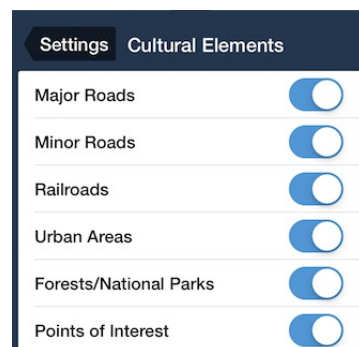 Settings Cultural Elements
Major Roads
Minor Roads
Railroads
Urban Areas
Forests/National Parks
Points of Interest